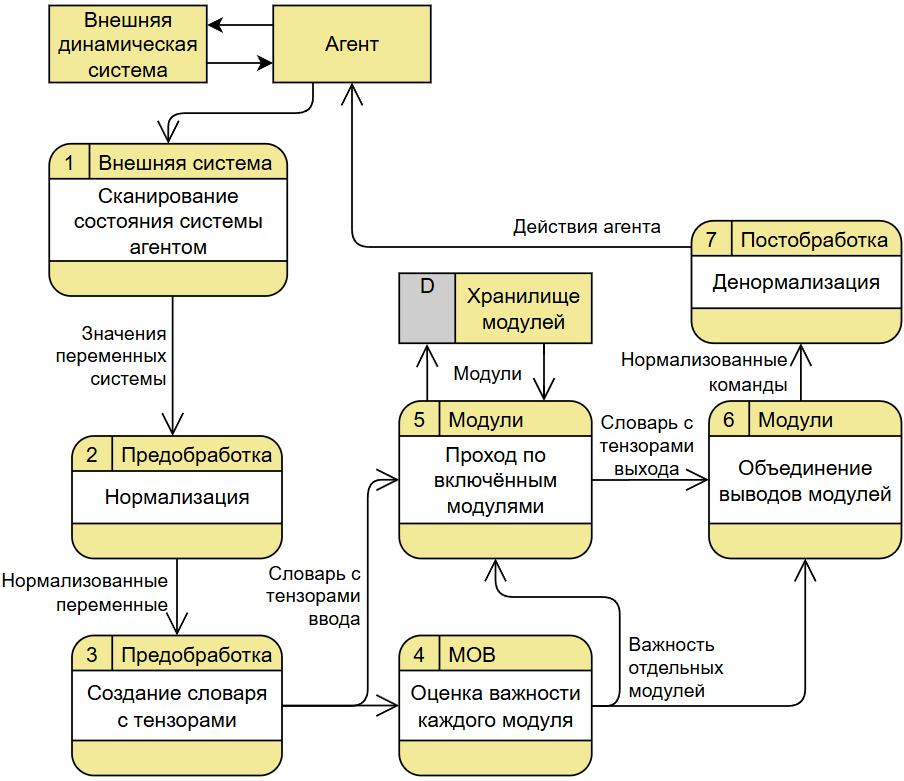 Внешняя
динамическая
система
Агент
1 Внешняя система
Сканирование
состояния системы
агентом
Значения
переменных
системы
2 Предобработка
Нормализация
Нормализованные
переменные
3 Предобработка
Создание словаря
с тензорами
Словарь с
тензорами
ввода
4 МОВ
Оценка важности
каждого модуля
Важность
отдельных
модулей
D Хранилище
модулей
Модули
5 Модули
Проход по
включённым
модулями
Словарь с
тензорами
выхода
6 Модули
Объединение
выводов модулей
Нормализованные
команды
7 Постобработка
Денормализация
Действия агента